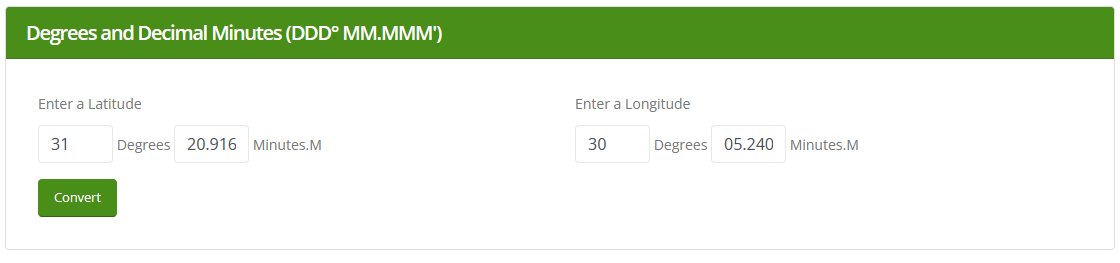 Degrees and Decimal Minutes (DDD° MM.MMM')
Enter a Latitude
31 Degrees 20.916 Minutes.M
Convert
Enter a Longitude
30 Degrees 05.240 Minutes.M